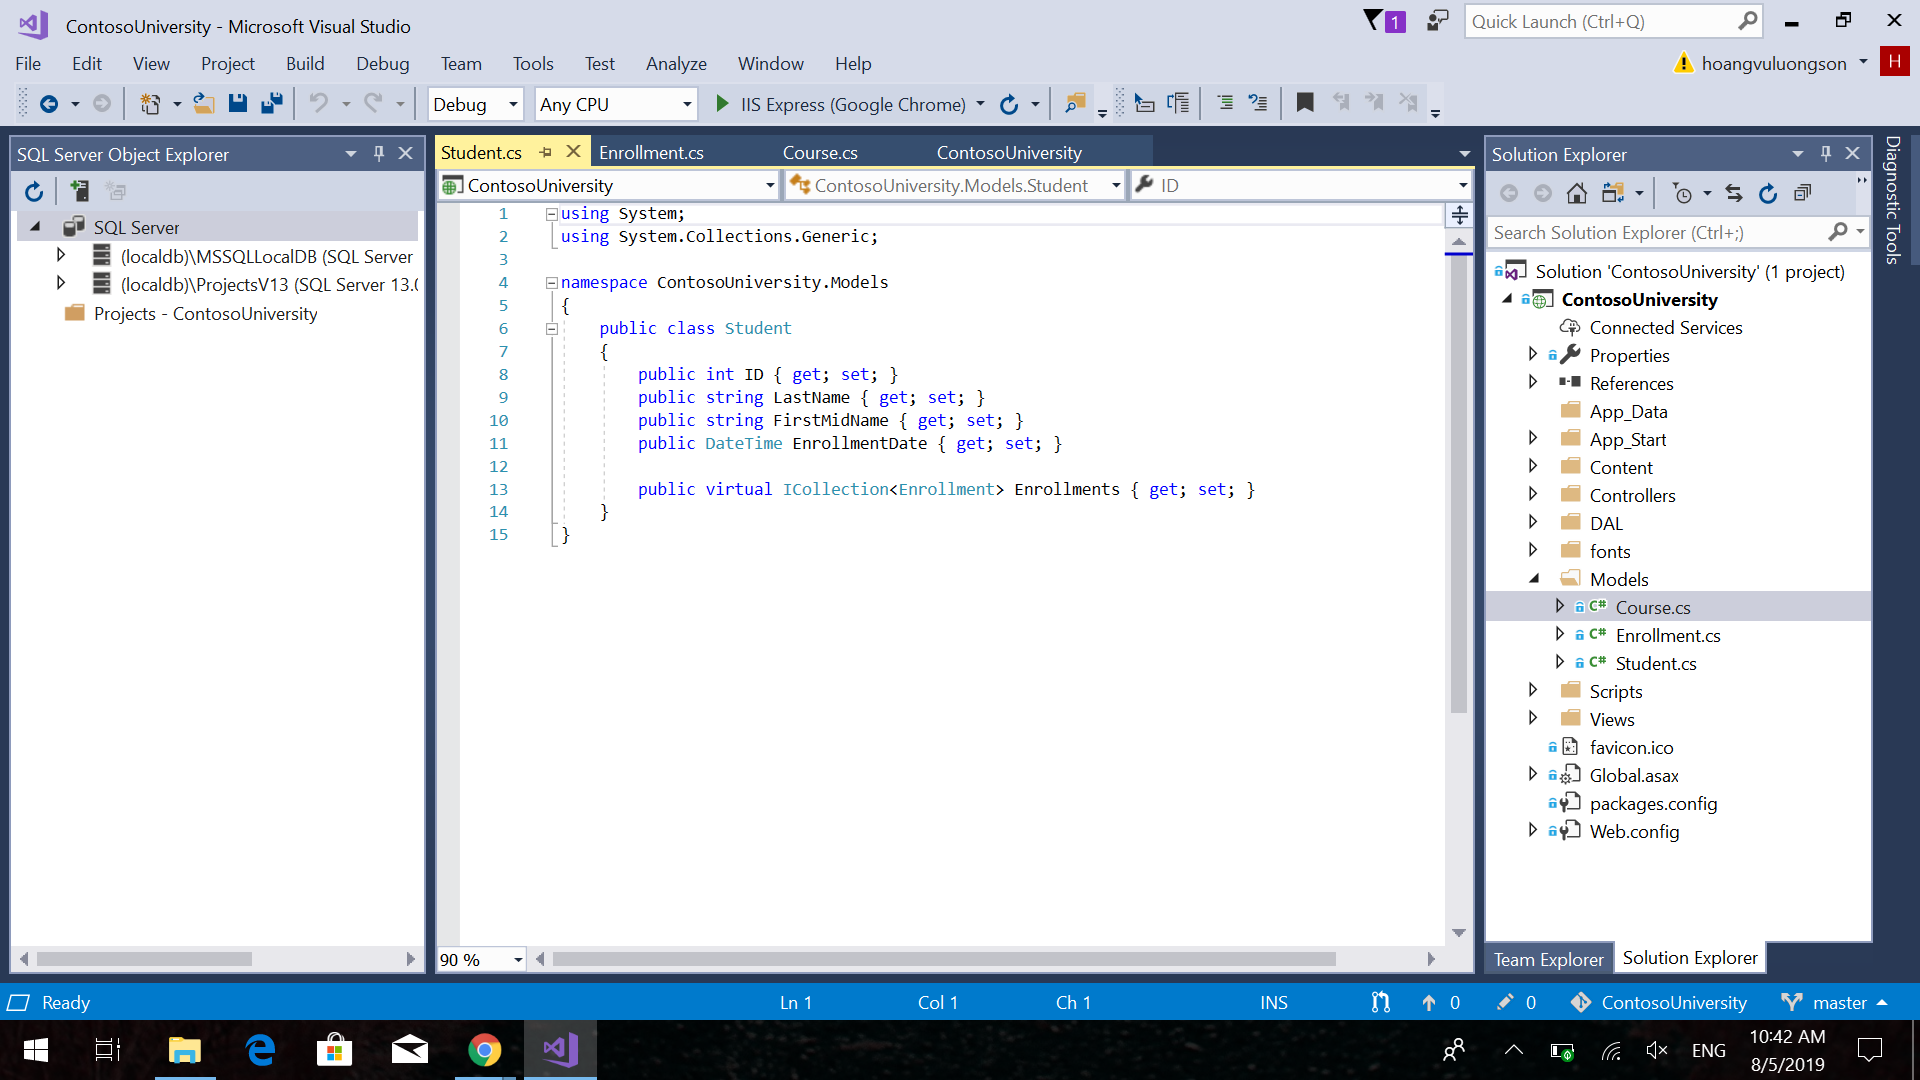 ContosoUniversity - Microsoft Visual Studio
1
Quick Launch (Ctrl+Q)
File Edit View Project Build Debug Team Tools Test Analyze Window Help
hoangvuluongson
H
Debug
Any CPU
IIS Express (Google Chrome)
SQL Server Object Explorer
SQL Server
(localdb)\MSSQLLocalDB (SQL Server
(localdb)\ProjectsV13 (SQL Server 13.0
Projects - ContosoUniversity
Student.cs Enrollment.cs Course.cs ContosoUniversity
ContosoUniversity
ContosoUniversity.Models.Student
ID
1 using System;
2 using System.Collections.Generic;
3
4 namespace ContosoUniversity.Models
5 {
6 public class Student
7 {
8 public int ID { get; set; }
9 public string LastName { get; set; }
10 public string FirstMidName { get; set; }
11 public DateTime EnrollmentDate { get; set; }
12
13 public virtual ICollection<Enrollment> Enrollments { get; set; }
14 }
15 }
90 %
Solution Explorer
Search Solution Explorer (Ctrl+;)
Solution 'ContosoUniversity' (1 project)
ContosoUniversity
Connected Services
Properties
References
App_Data
App_Start
Content
Controllers
DAL
fonts
Models
C# Course.cs
C# Enrollment.cs
C# Student.cs
Scripts
Views
favicon.ico
Global.asax
packages.config
Web.config
Team Explorer Solution Explorer
Diagnostic Tools
Ready
Ln 1 Col 1 Ch 1 INS
0 0 ContosoUniversity master
ENG
10:42 AM
8/5/2019